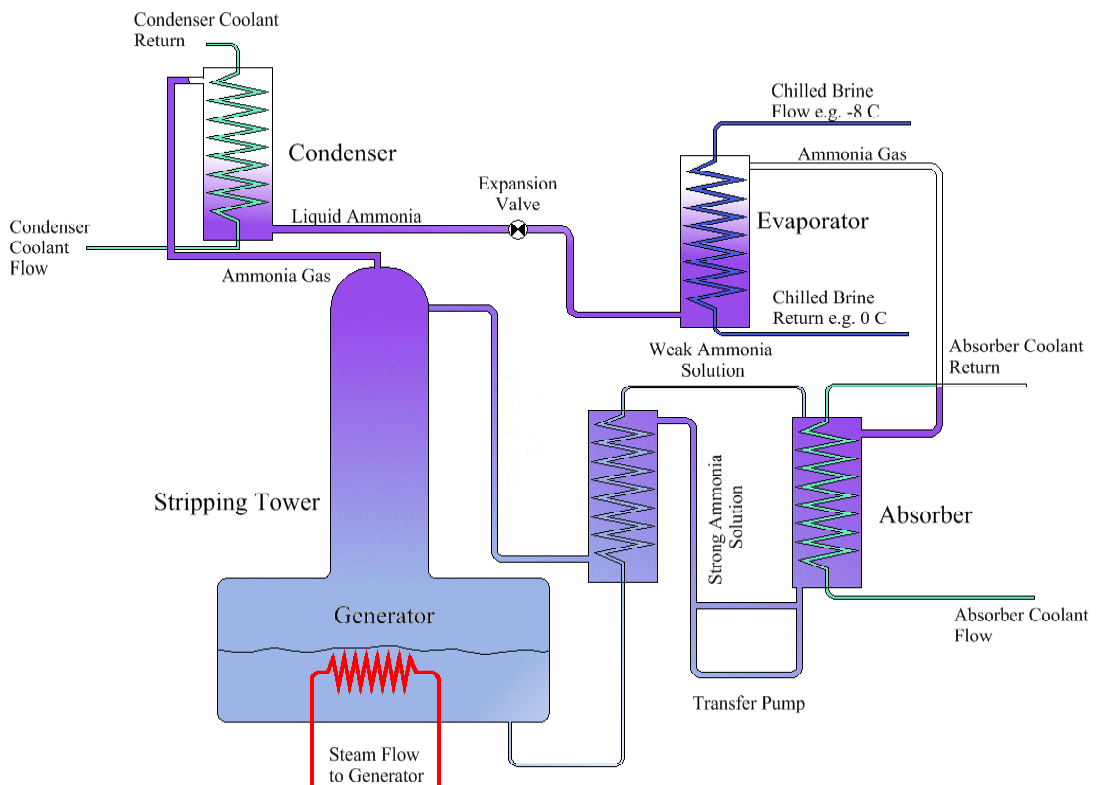 Condenser Coolant
Return
Chilled Brine
Flow e.g. -8 C
Condenser
Ammonia Gas
Expansion
Valve
Liquid Ammonia
Evaporator
Condenser
Coolant
Flow
Ammonia Gas
Chilled Brine
Return e.g. 0 C
Weak Ammonia
Solution
Absorber Coolant
Return
Strong Ammonia
Solution
Stripping Tower
Absorber
Generator
Absorber Coolant
Flow
Transfer Pump
Steam Flow
to Generator